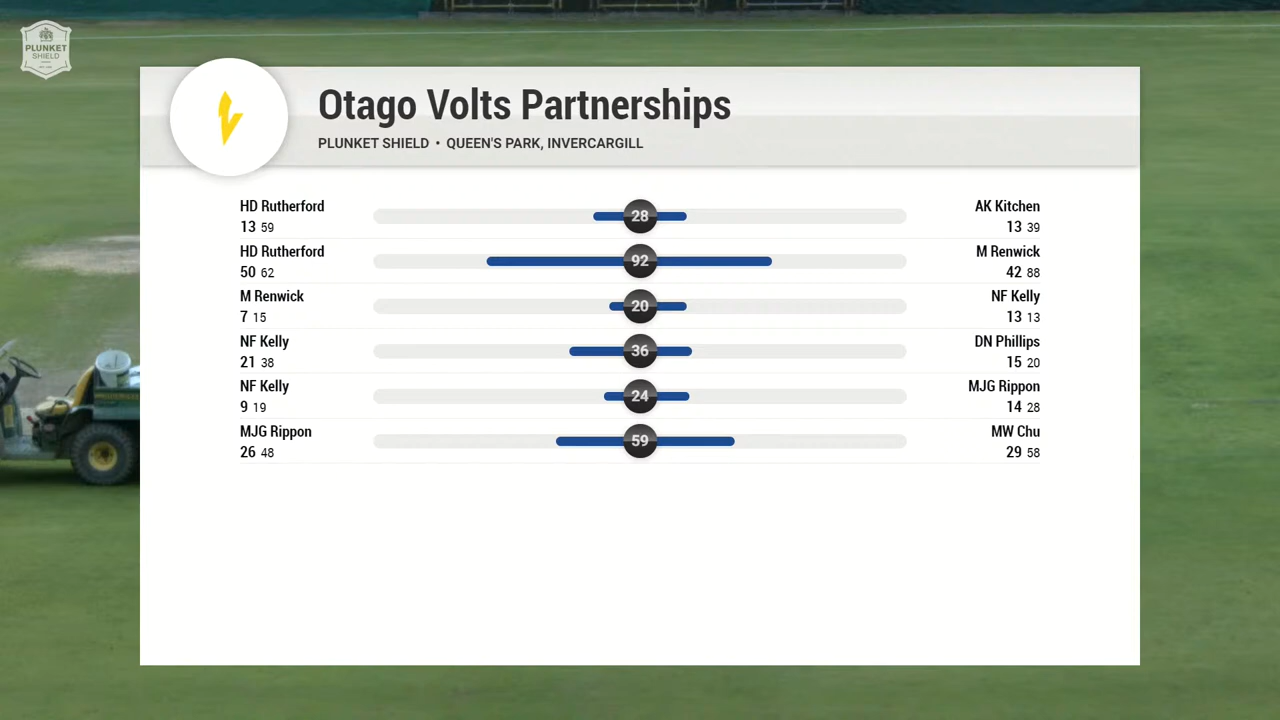 PLUNKET
SHIELD
Otago Volts Partnerships
PLUNKET SHIELD • QUEEN'S PARK, INVERCARGILL
HD Rutherford 28 AK Kitchen
13 59 13 39
HD Rutherford 92 M Renwick
50 62 42 88
M Renwick 20 NF Kelly
7 15 13 13
NF Kelly 36 DN Phillips
21 38 15 20
NF Kelly 24 MJG Rippon
9 19 14 28
MJG Rippon 59 MW Chu
26 48 29 58